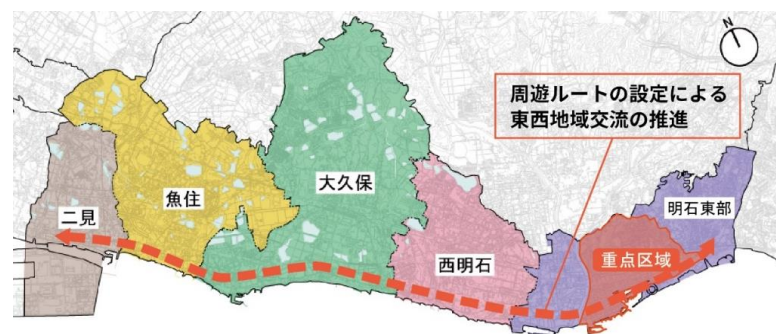 N
周遊ルートの設定による
東西地域交流の推進
大久保
魚住
二見
明石東部
西明石
重点区域